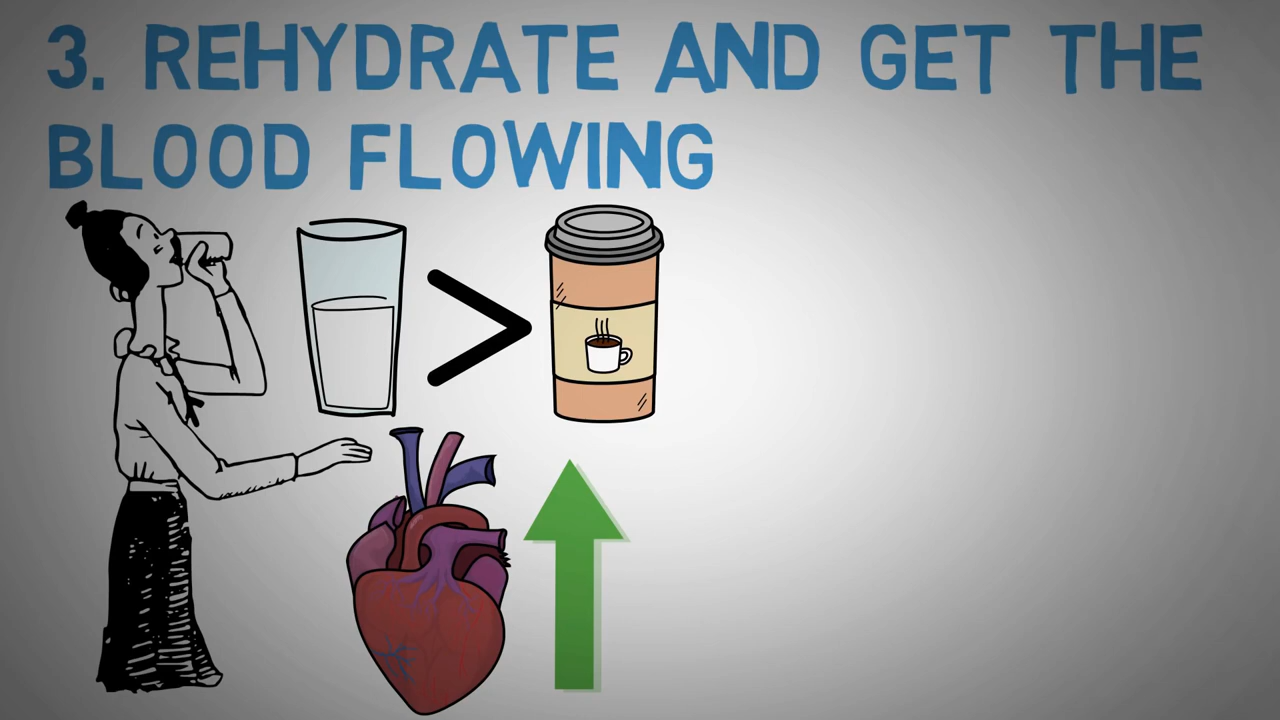 3. REHYDRATE AND GET THE
BLOOD FLOWING